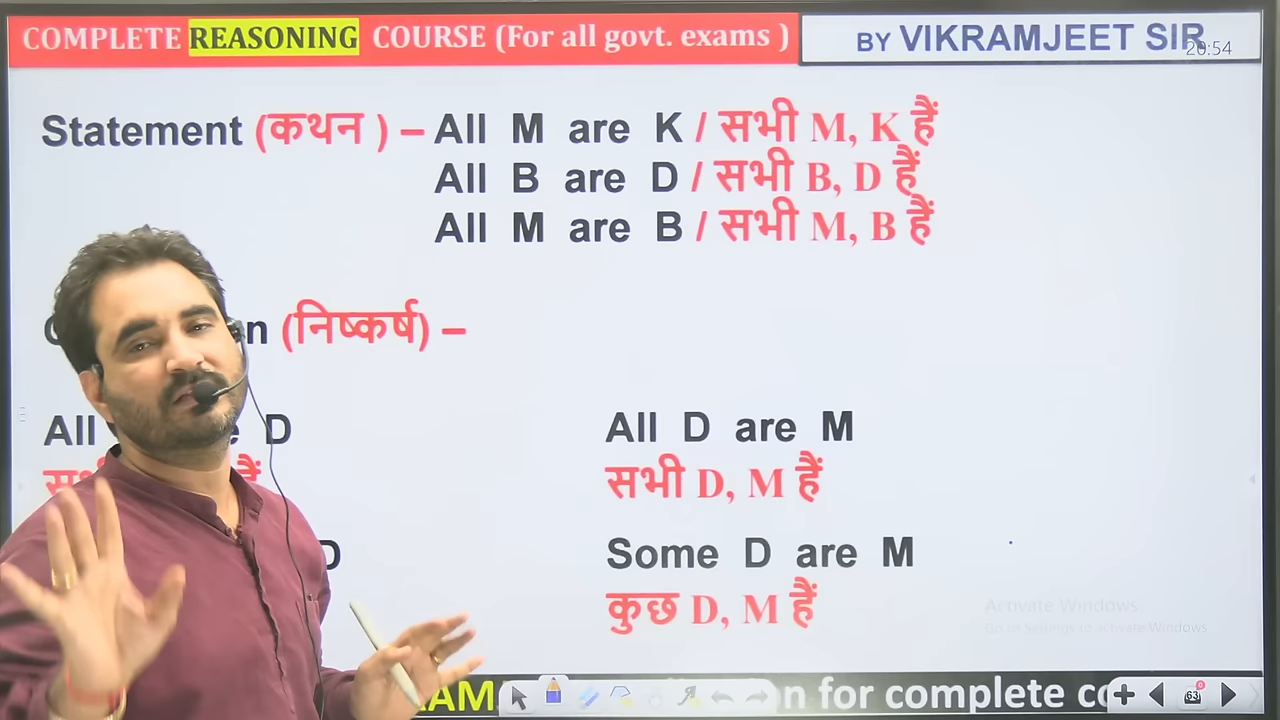 COMPLETE REASONING COURSE (For all govt. exams )
BY VIKRAMJEET SIR
20:54
Statement (कथन ) – All M are K / सभी M, K हैं
All B are D / सभी B, D हैं
All M are B / सभी M, B हैं
(निष्कर्ष) –
All D
All D are M
हैं
सभी D, M हैं
D
Some D are M
कुछ D, M हैं
Activate Windows
Go to Settings to activate Windows
for complete
63